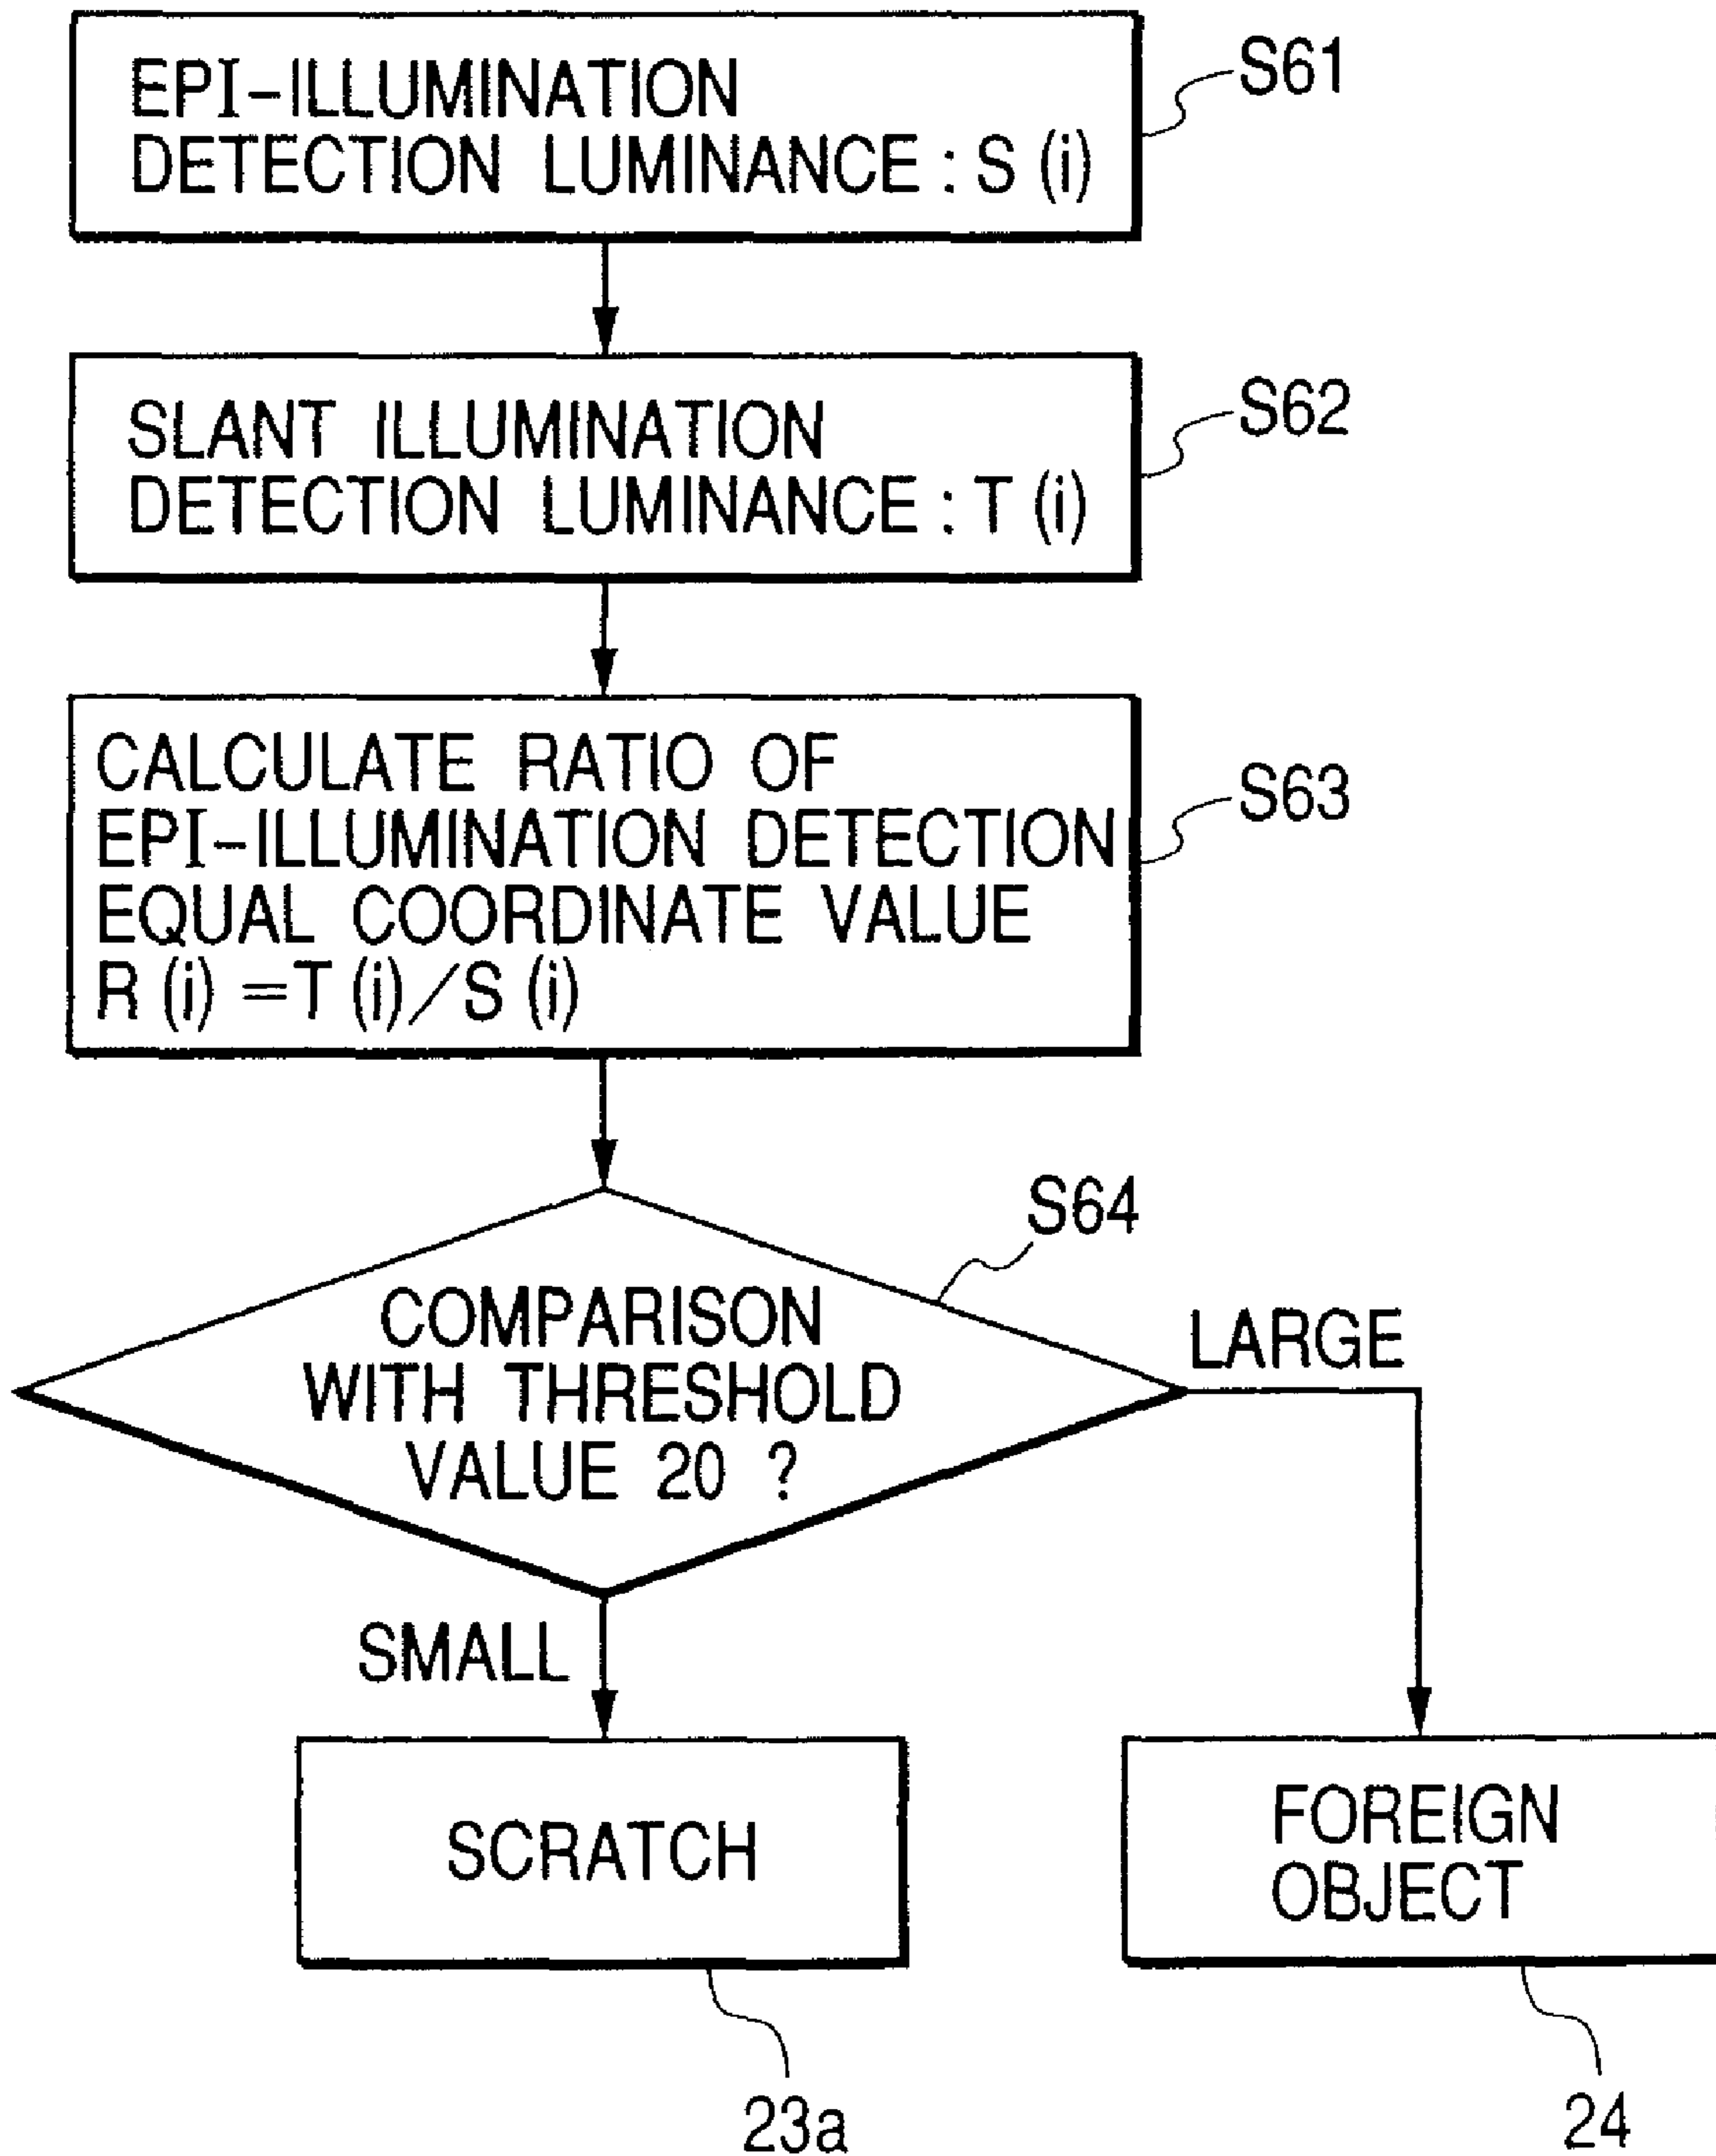 EPI-ILLUMINATION
DETECTION LUMINANCE : S (i)
S61
SLANT ILLUMINATION
DETECTION LUMINANCE : T (i)
S62
CALCULATE RATIO OF
EPI-ILLUMINATION DETECTION
EQUAL COORDINATE VALUE
R (i) =T (i)/S (i)
S63
S64
COMPARISON
WITH THRESHOLD
VALUE 20 ?
LARGE
SMALL
SCRATCH
FOREIGN
OBJECT
23a
24